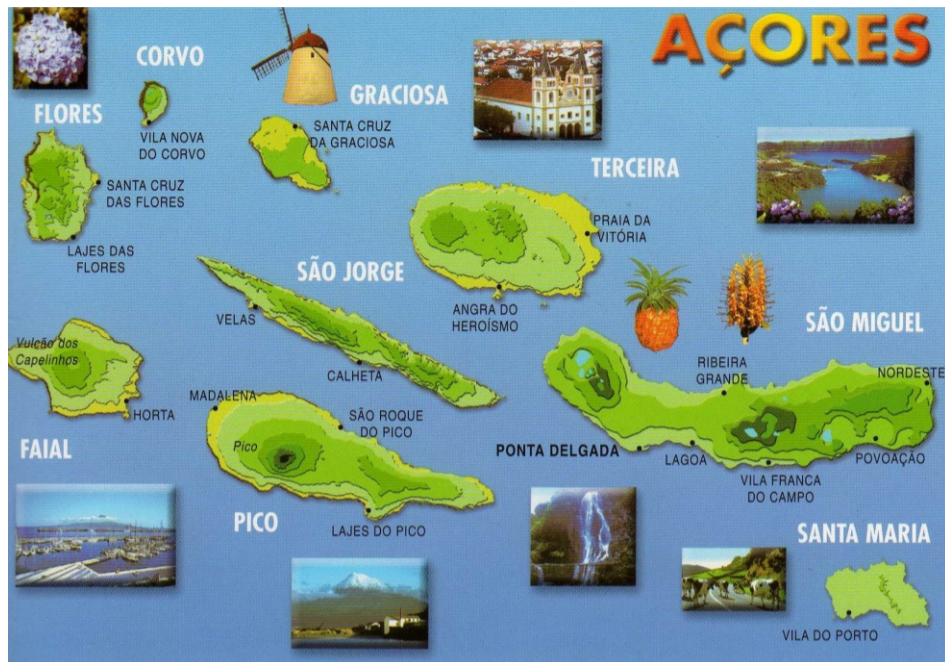 AÇORES
CORVO
VILA NOVA
DO CORVO
FLORES
SANTA CRUZ
DAS FLORES
LAJES DAS
FLORES
GRACIOSA
SANTA CRUZ
DA GRACIOSA
TERCEIRA
PRAIA DA
VITÓRIA
ANGRA DO
HEROÍSMO
SÃO JORGE
VELAS
CALHETA
Vulcão dos
Capelinhos
HORTA
FAIAL
MADALENA
SÃO ROQUE
DO PICO
Pico
LAJES DO PICO
PICO
SÃO MIGUEL
RIBEIRA
GRANDE
NORDESTE
PONTA DELGADA
LAGOA
VILA FRANCA
DO CAMPO
POVOAÇÃO
SANTA MARIA
VILA DO PORTO